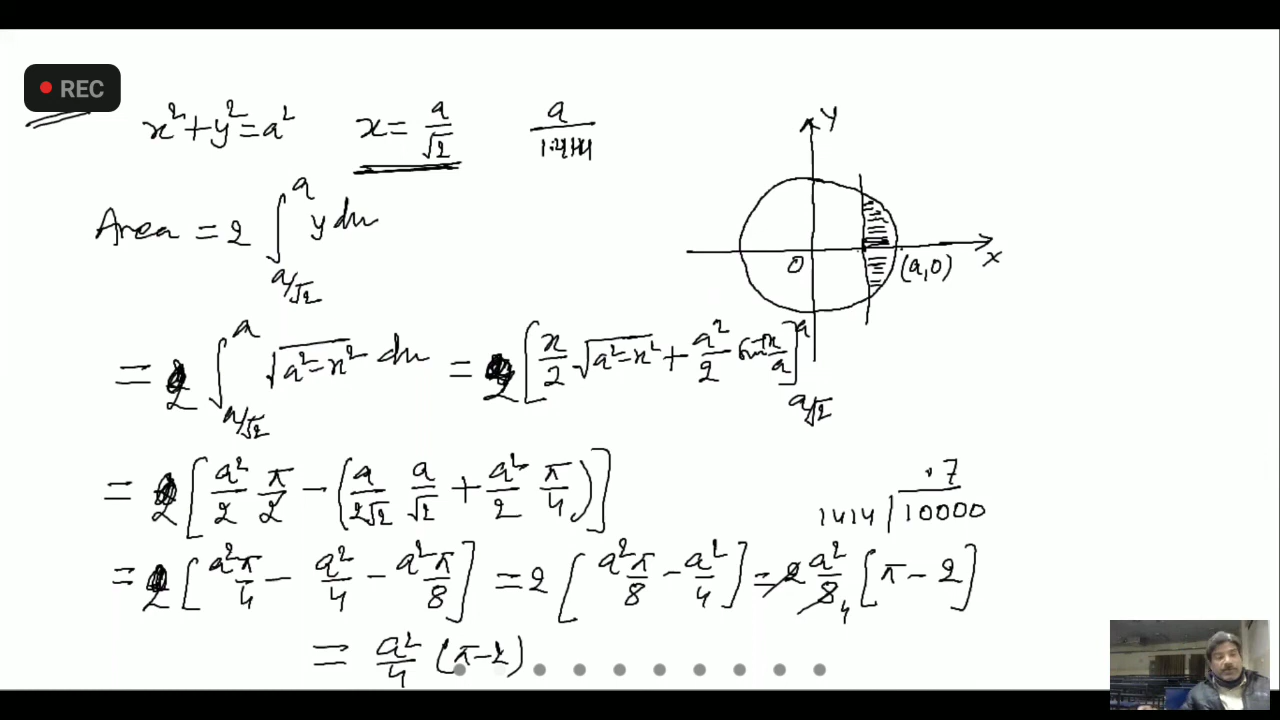 REC
x²+y²=a² x= a/√2 a/1.414
Y
Area = 2 ∫_{a/√2}^{a} y dx
O (a,0) X
= 2 ∫_{a/√2}^{a} √(a²-x²) dx = 2 [ x/2 √(a²-x²) + a²/2 sin⁻¹ x/a ]_{a/√2}^{a}
= 2 [ a²/2 π/2 - ( a/2√2 a/√2 + a²/2 π/4 ) ]
.7
1414 | 10000
= 2 [ a²π/4 - a²/4 - a²π/8 ] = 2 [ a²π/8 - a²/4 ] = 2 a²/8 4 [ π-2 ]
= a²/4 (π-2)